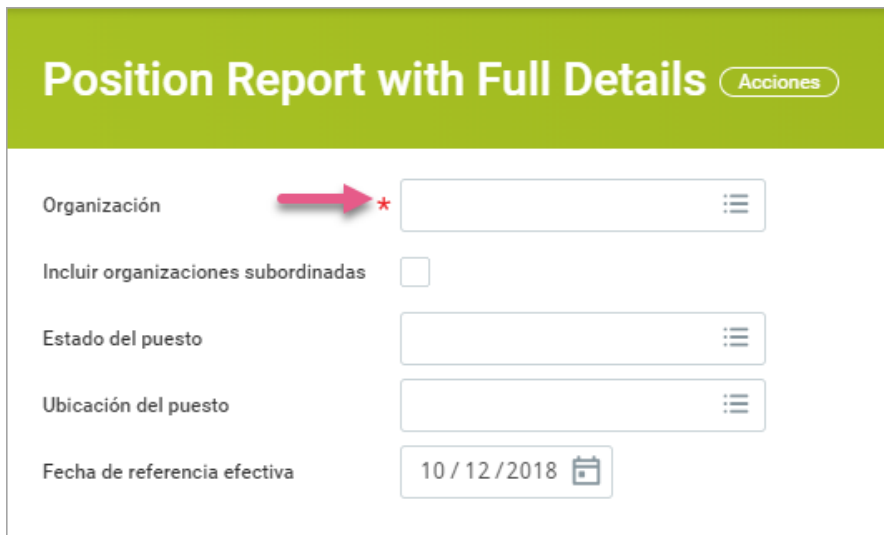 Position Report with Full Details Acciones
Organización *
Incluir organizaciones subordinadas
Estado del puesto
Ubicación del puesto
Fecha de referencia efectiva 10 / 12 / 2018